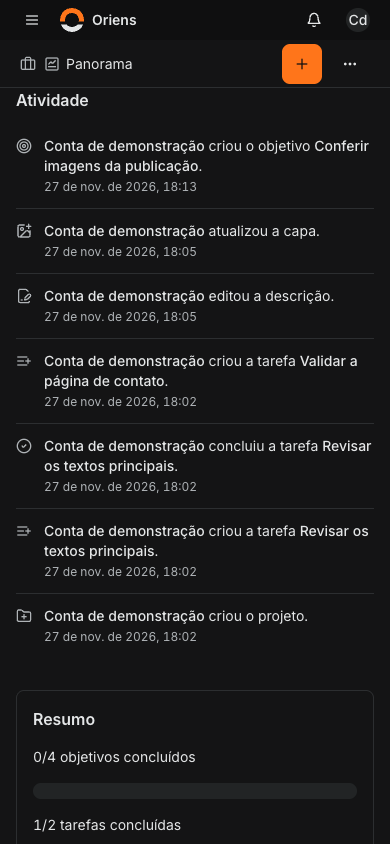 Oriens
Cd
Panorama
Atividade
Conta de demonstração criou o objetivo Conferir
imagens da publicação.
27 de nov. de 2026, 18:13
Conta de demonstração atualizou a capa.
27 de nov. de 2026, 18:05
Conta de demonstração editou a descrição.
27 de nov. de 2026, 18:05
Conta de demonstração criou a tarefa Validar a
página de contato.
27 de nov. de 2026, 18:02
Conta de demonstração concluiu a tarefa Revisar
os textos principais.
27 de nov. de 2026, 18:02
Conta de demonstração criou a tarefa Revisar os
textos principais.
27 de nov. de 2026, 18:02
Conta de demonstração criou o projeto.
27 de nov. de 2026, 18:02
Resumo
0/4 objetivos concluídos
1/2 tarefas concluídas